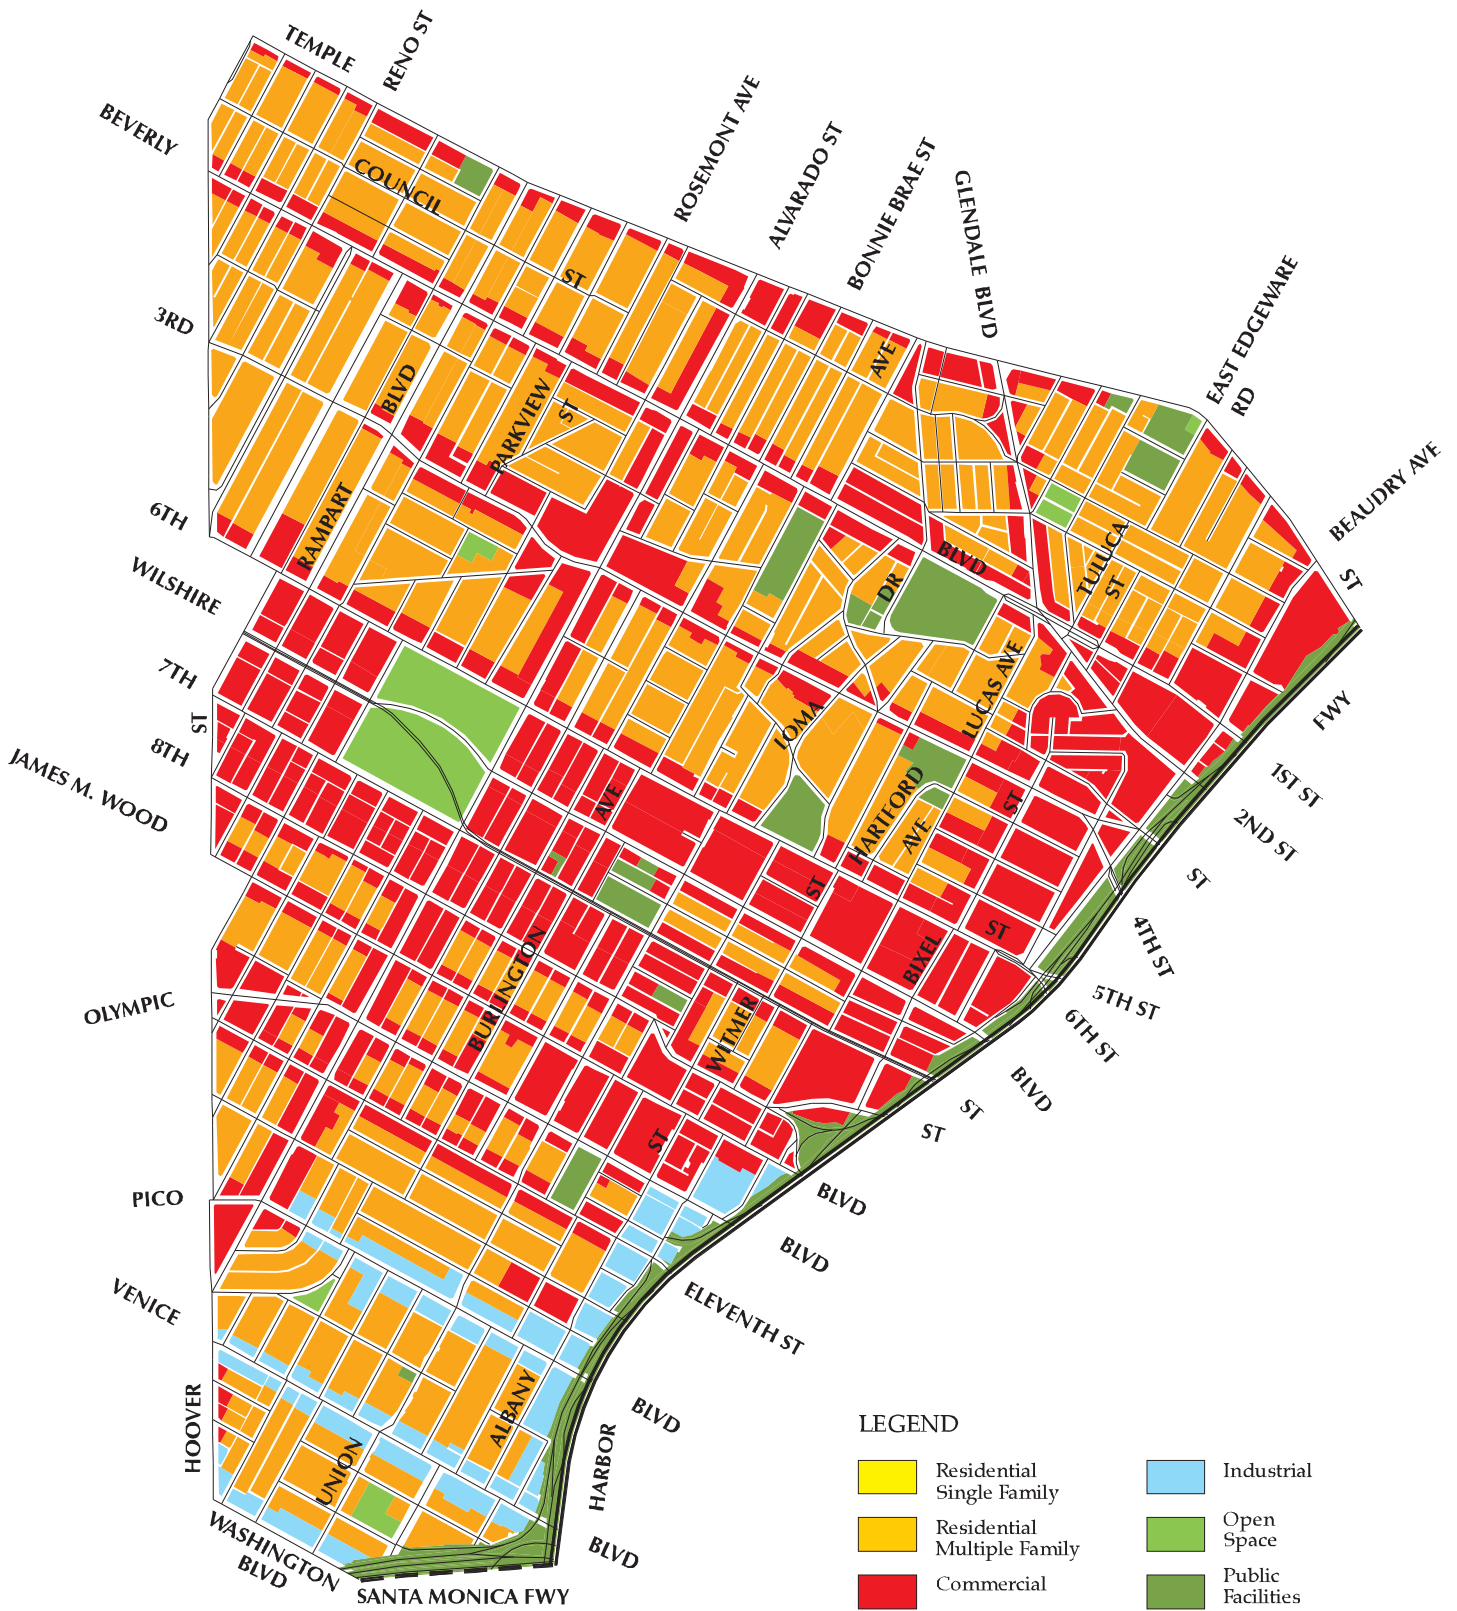 TEMPLE
RENO ST
BEVERLY
COUNCIL
ST
ROSEMONT AVE
ALVARADO ST
BONNIE BRAE ST
GLENDALE BLVD
EAST EDGEWARE
RD
BEAUDRY AVE
ST
3RD
BLVD
PARKVIEW
ST
AVE
6TH
RAMPART
WILSHIRE
DR
BLVD
TULUCA
ST
7TH
ST
8TH
LOMA
LUCAS AVE
FWY
JAMES M. WOOD
AVE
HARTFORD
AVE
ST
1ST ST
2ND ST
ST
ST
BIXEL
ST
4TH ST
5TH ST
6TH ST
OLYMPIC
BURLINGTON
WITMER
ST
BLVD
ST
ST
PICO
BLVD
BLVD
VENICE
ELEVENTH ST
HOOVER
UNION
ALBANY
HARBOR
BLVD
BLVD
WASHINGTON
BLVD
SANTA MONICA FWY
LEGEND
Residential
Single Family
Residential
Multiple Family
Commercial
Industrial
Open
Space
Public
Facilities